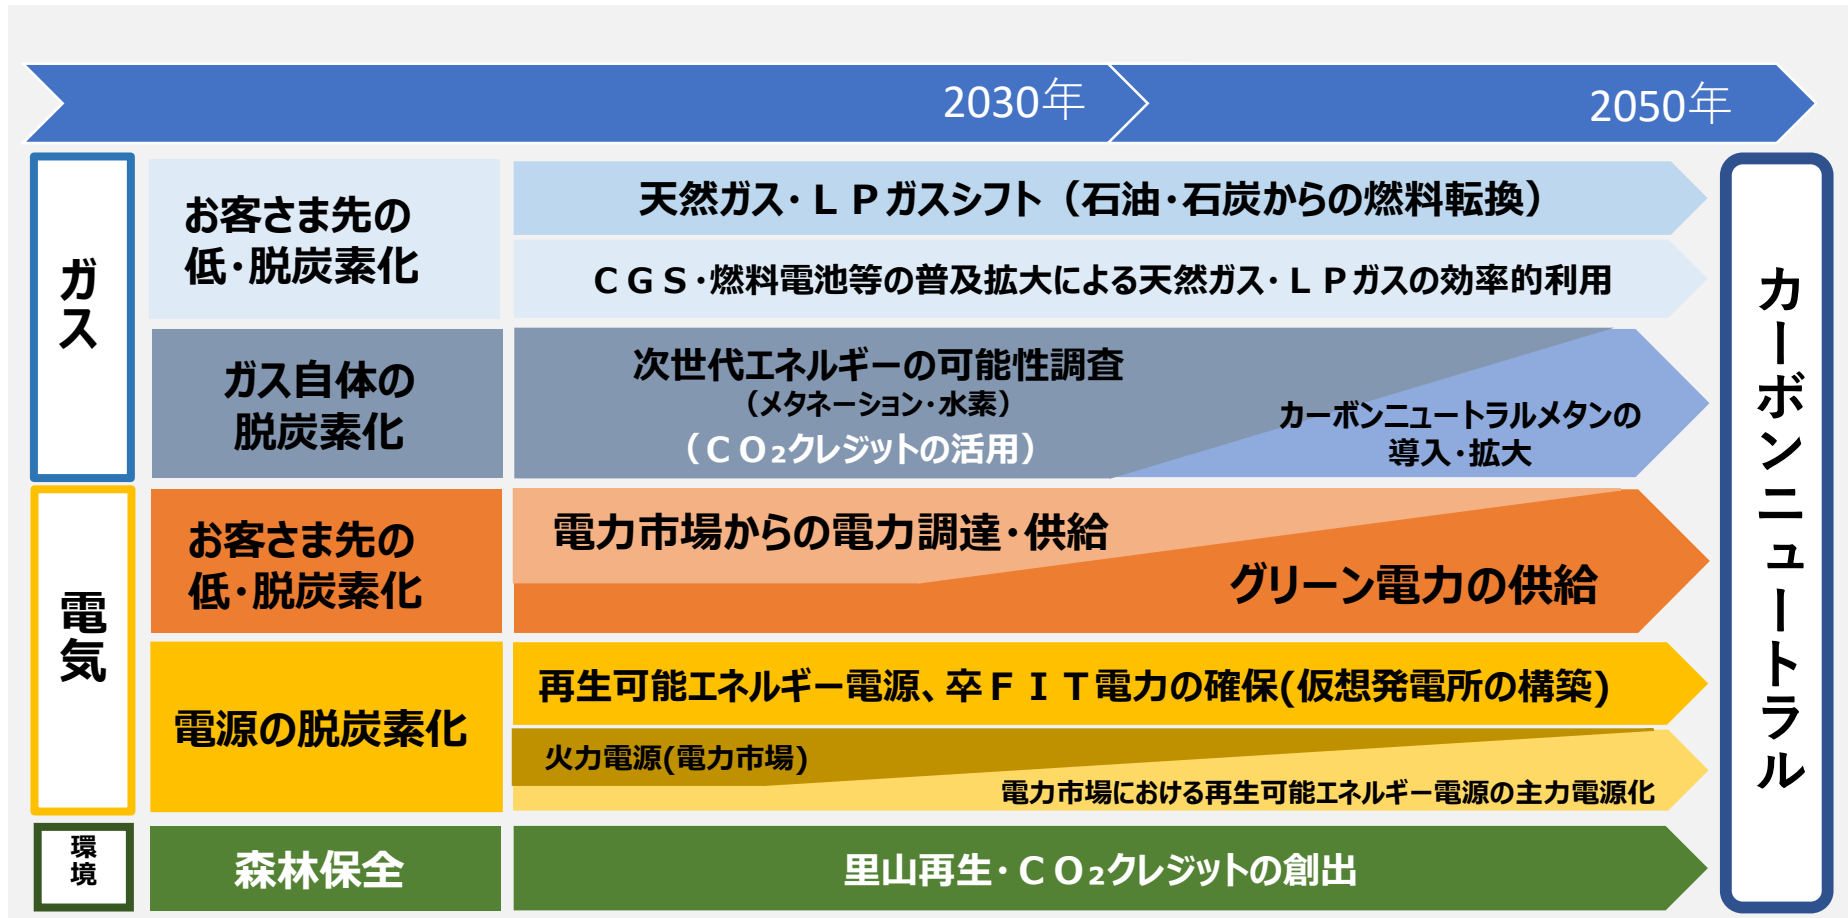 2030年
2050年
ガス
お客さま先の
低・脱炭素化
天然ガス・ＬＰガスシフト（石油・石炭からの燃料転換）
ＣＧＳ・燃料電池等の普及拡大による天然ガス・ＬＰガスの効率的利用
ガス自体の
脱炭素化
次世代エネルギーの可能性調査
（メタネーション・水素）
（ＣＯ₂クレジットの活用）
カーボンニュートラルメタンの
導入・拡大
電気
お客さま先の
低・脱炭素化
電力市場からの電力調達・供給
グリーン電力の供給
電源の脱炭素化
再生可能エネルギー電源、卒ＦＩＴ電力の確保(仮想発電所の構築)
火力電源(電力市場)
電力市場における再生可能エネルギー電源の主力電源化
環境
森林保全
里山再生・ＣＯ₂クレジットの創出
カーボンニュートラル